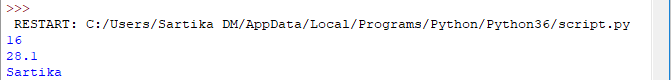 >>>
 RESTART: C:/Users/Sartika DM/AppData/Local/Programs/Python/Python36/script.py
16
28.1
Sartika